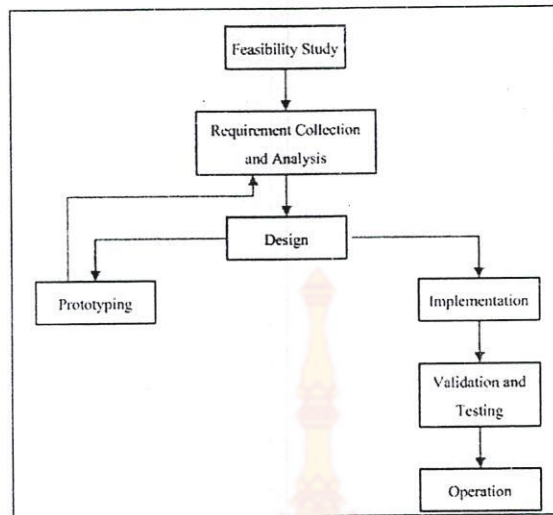 Feasibility Study
Requirement Collection
and Analysis
Design
Prototyping
Implementation
Validation and
Testing
Operation